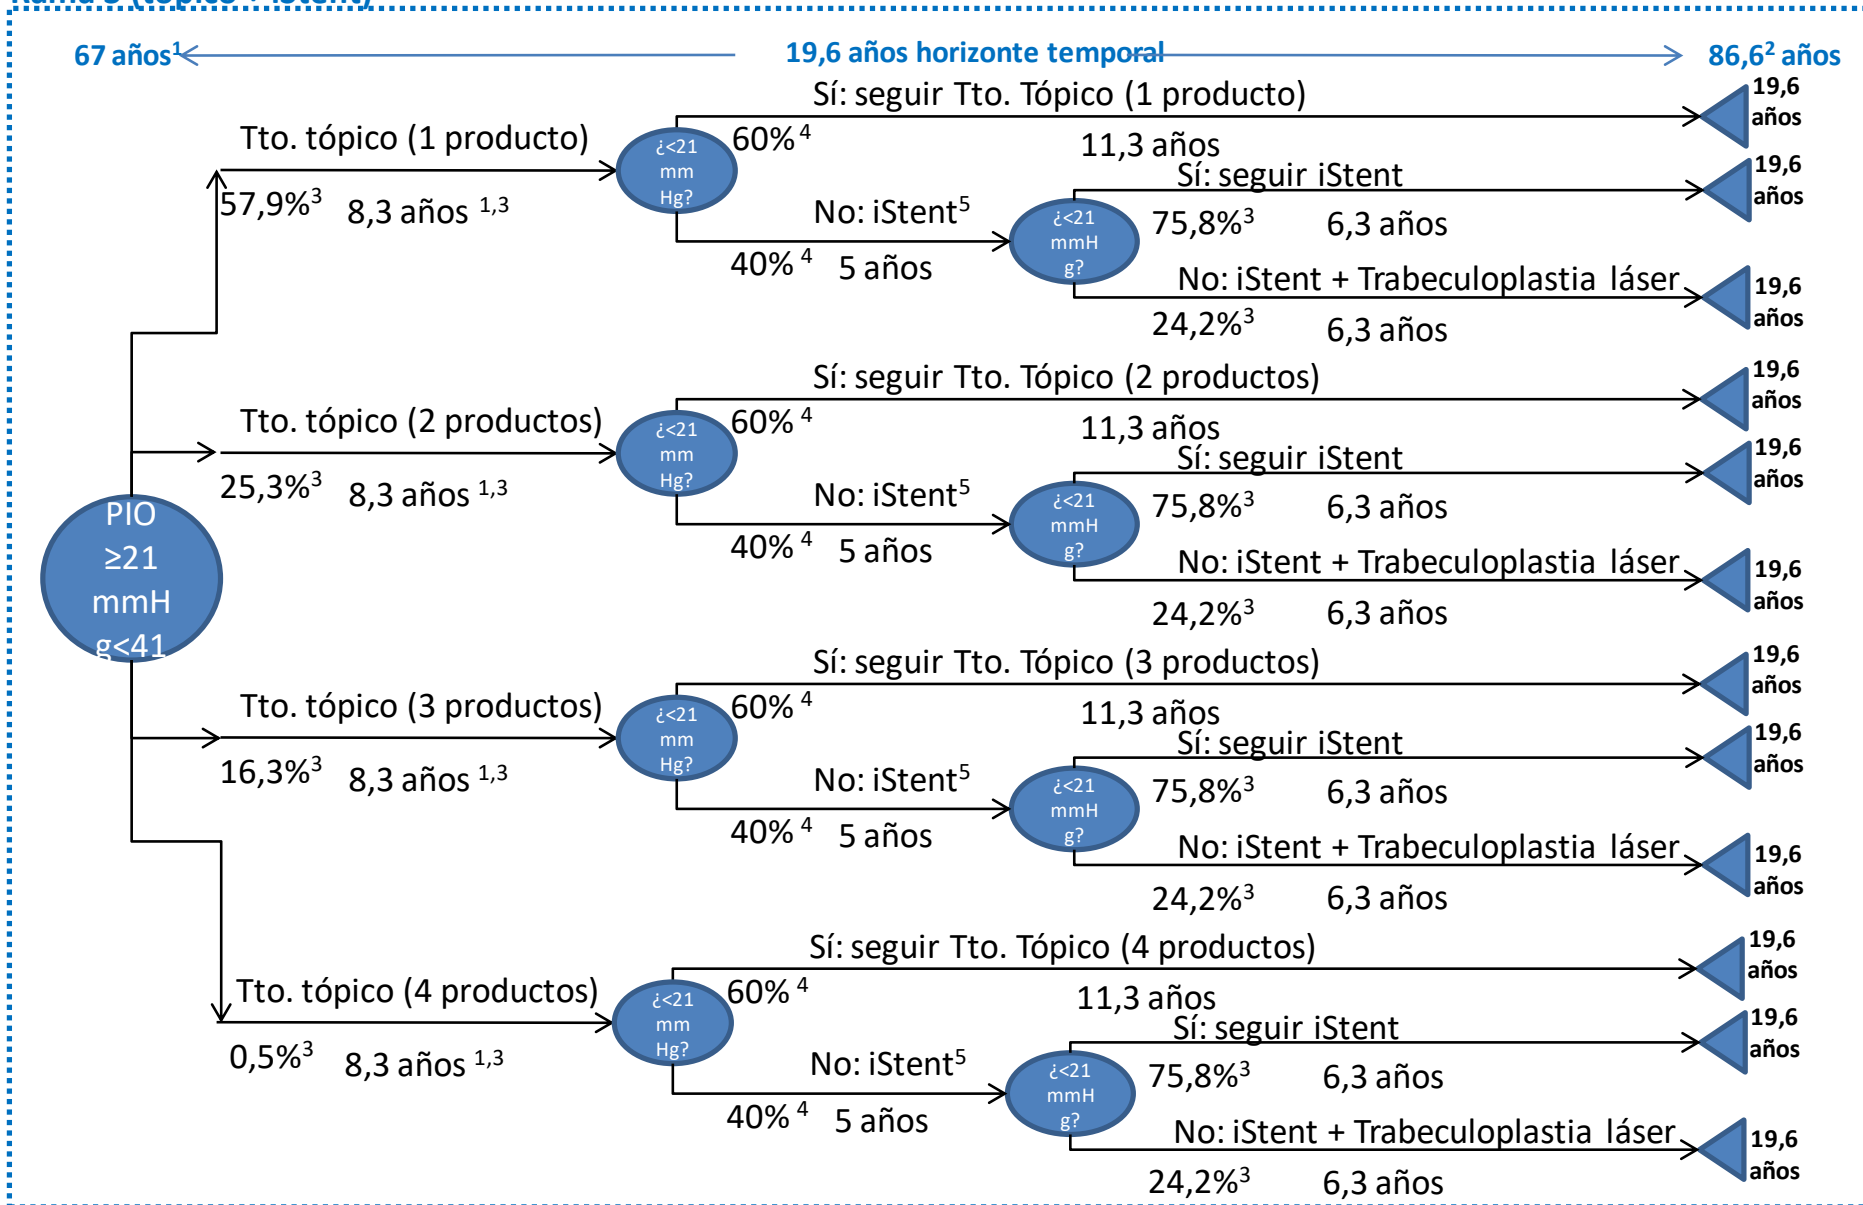 Rama 3 (tópico + iStent)
67 años¹
19,6 años horizonte temporal
86,6² años
Sí: seguir Tto. Tópico (1 producto)
19,6
años
Tto. tópico (1 producto)
¿<21
mm
Hg?
60% ⁴
11,3 años
Sí: seguir iStent
19,6
años
57,9%³
8,3 años ¹,³
No: iStent⁵
¿<21
mmH
g?
75,8%³
6,3 años
40% ⁴
5 años
No: iStent + Trabeculoplastia láser
19,6
años
24,2%³
6,3 años
Sí: seguir Tto. Tópico (2 productos)
19,6
años
Tto. tópico (2 productos)
¿<21
mm
Hg?
60% ⁴
11,3 años
Sí: seguir iStent
19,6
años
25,3%³
8,3 años ¹,³
No: iStent⁵
¿<21
mmH
g?
75,8%³
6,3 años
40% ⁴
5 años
No: iStent + Trabeculoplastia láser
19,6
años
24,2%³
6,3 años
PIO
≥21
mmH
g<41
Sí: seguir Tto. Tópico (3 productos)
19,6
años
Tto. tópico (3 productos)
¿<21
mm
Hg?
60% ⁴
11,3 años
Sí: seguir iStent
19,6
años
16,3%³
8,3 años ¹,³
No: iStent⁵
¿<21
mmH
g?
75,8%³
6,3 años
40% ⁴
5 años
No: iStent + Trabeculoplastia láser
19,6
años
24,2%³
6,3 años
Sí: seguir Tto. Tópico (4 productos)
19,6
años
Tto. tópico (4 productos)
¿<21
mm
Hg?
60% ⁴
11,3 años
Sí: seguir iStent
19,6
años
0,5%³
8,3 años ¹,³
No: iStent⁵
¿<21
mmH
g?
75,8%³
6,3 años
40% ⁴
5 años
No: iStent + Trabeculoplastia láser
19,6
años
24,2%³
6,3 años